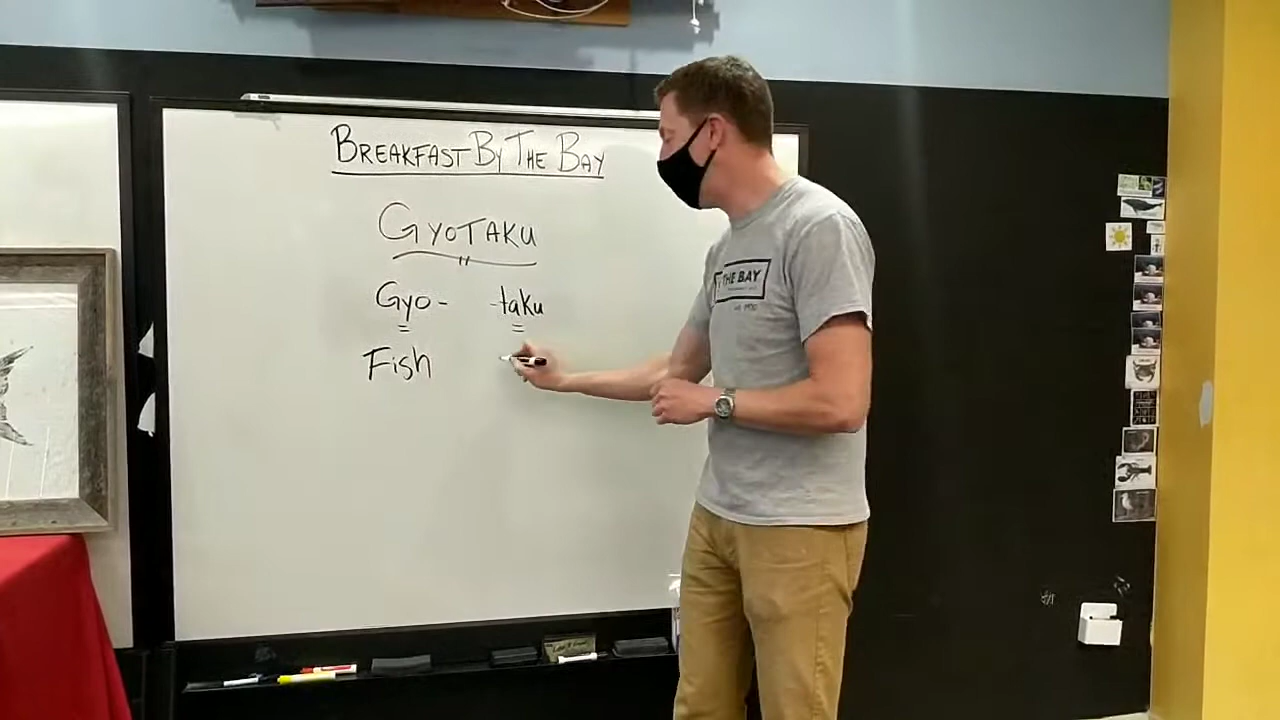 BREAKFAST BY THE BAY
GYOTAKU
Gyo- -taku
Fish
THE BAY